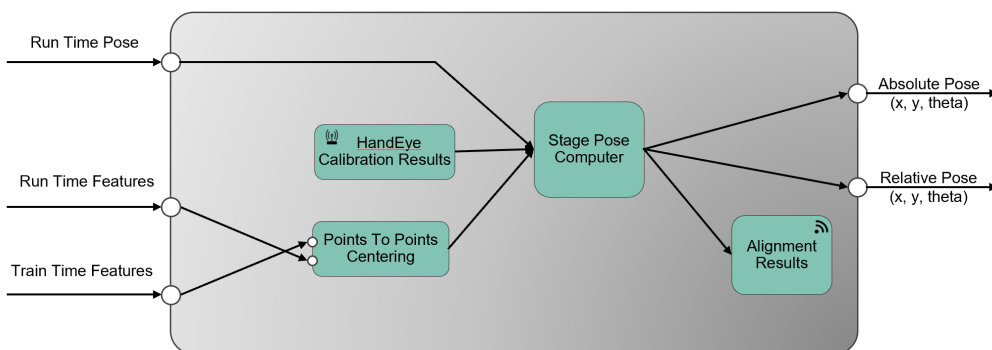 Run Time Pose
Run Time Features
Train Time Features
HandEye
Calibration Results
Points To Points
Centering
Stage Pose
Computer
Alignment
Results
Absolute Pose
(x, y, theta)
Relative Pose
(x, y, theta)